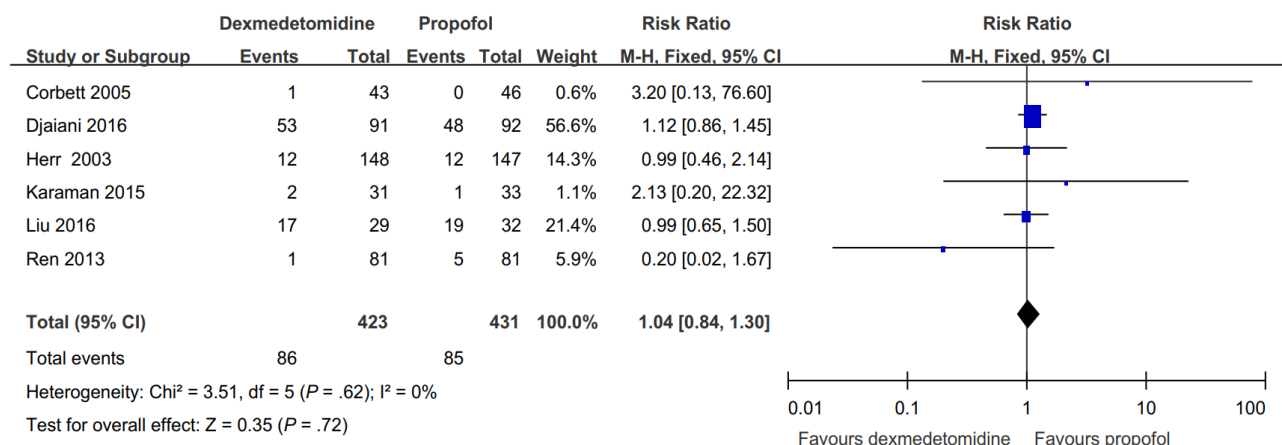 Dexmedetomidine Propofol Risk Ratio Risk Ratio
Study or Subgroup Events Total Events Total Weight M-H, Fixed, 95% CI M-H, Fixed, 95% CI
Corbett 2005 1 43 0 46 0.6% 3.20 [0.13, 76.60]
Djaiani 2016 53 91 48 92 56.6% 1.12 [0.86, 1.45]
Herr 2003 12 148 12 147 14.3% 0.99 [0.46, 2.14]
Karaman 2015 2 31 1 33 1.1% 2.13 [0.20, 22.32]
Liu 2016 17 29 19 32 21.4% 0.99 [0.65, 1.50]
Ren 2013 1 81 5 81 5.9% 0.20 [0.02, 1.67]
Total (95% CI) 423 431 100.0% 1.04 [0.84, 1.30]
Total events 86 85
Heterogeneity: Chi² = 3.51, df = 5 (P = .62); I² = 0%
Test for overall effect: Z = 0.35 (P = .72)
0.01 0.1 1 10 100
Favours dexmedetomidine Favours propofol